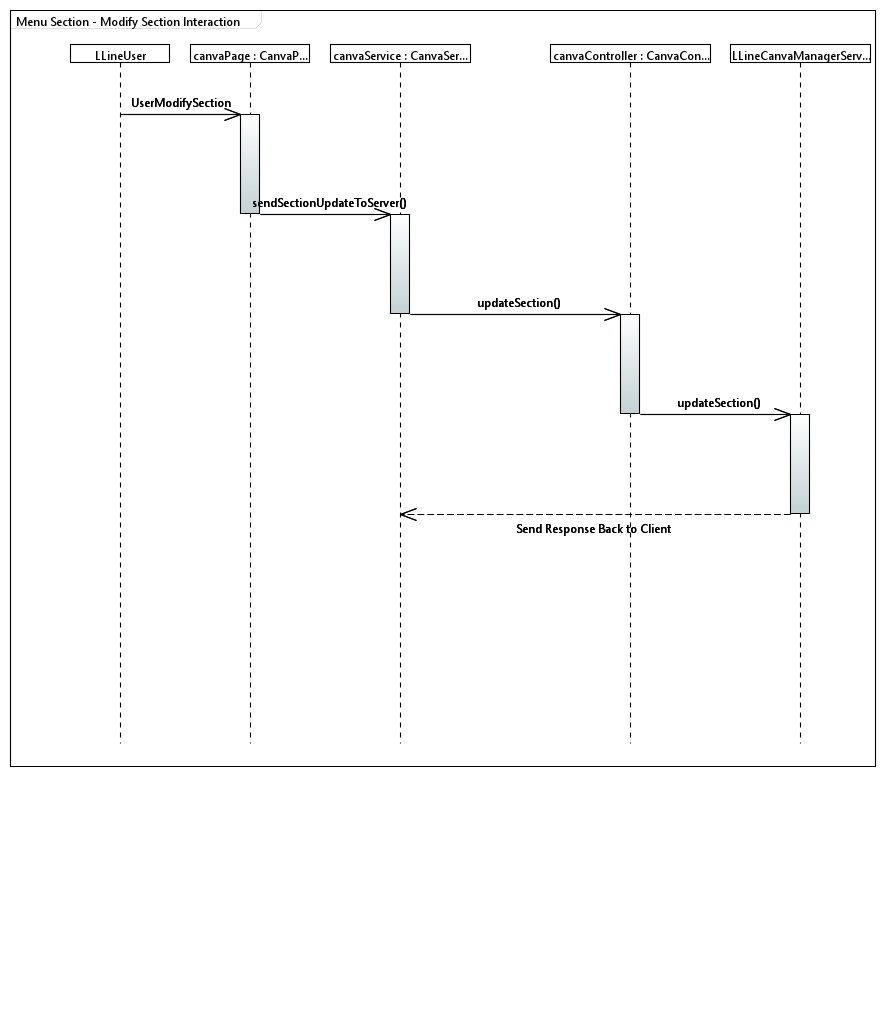 Menu Section - Modify Section Interaction
LLineUser
canvaPage : CanvaP...
canvaService : CanvaSer...
canvaController : CanvaCon...
LLineCanvaManagerServ...
UserModifySection
sendSectionUpdateToServer()
updateSection()
updateSection()
Send Response Back to Client